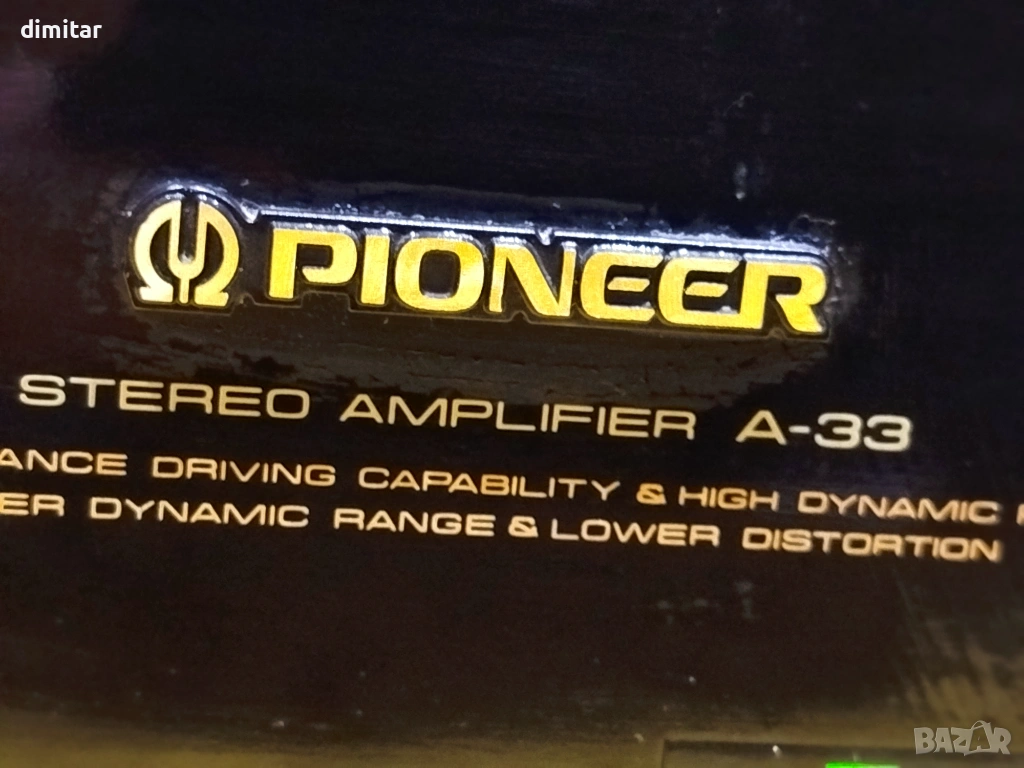 dimitar
PIONEER
STEREO AMPLIFIER A-33
ANCE DRIVING CAPABILITY & HIGH DYNAMIC
ER DYNAMIC RANGE & LOWER DISTORTION
BAZAR